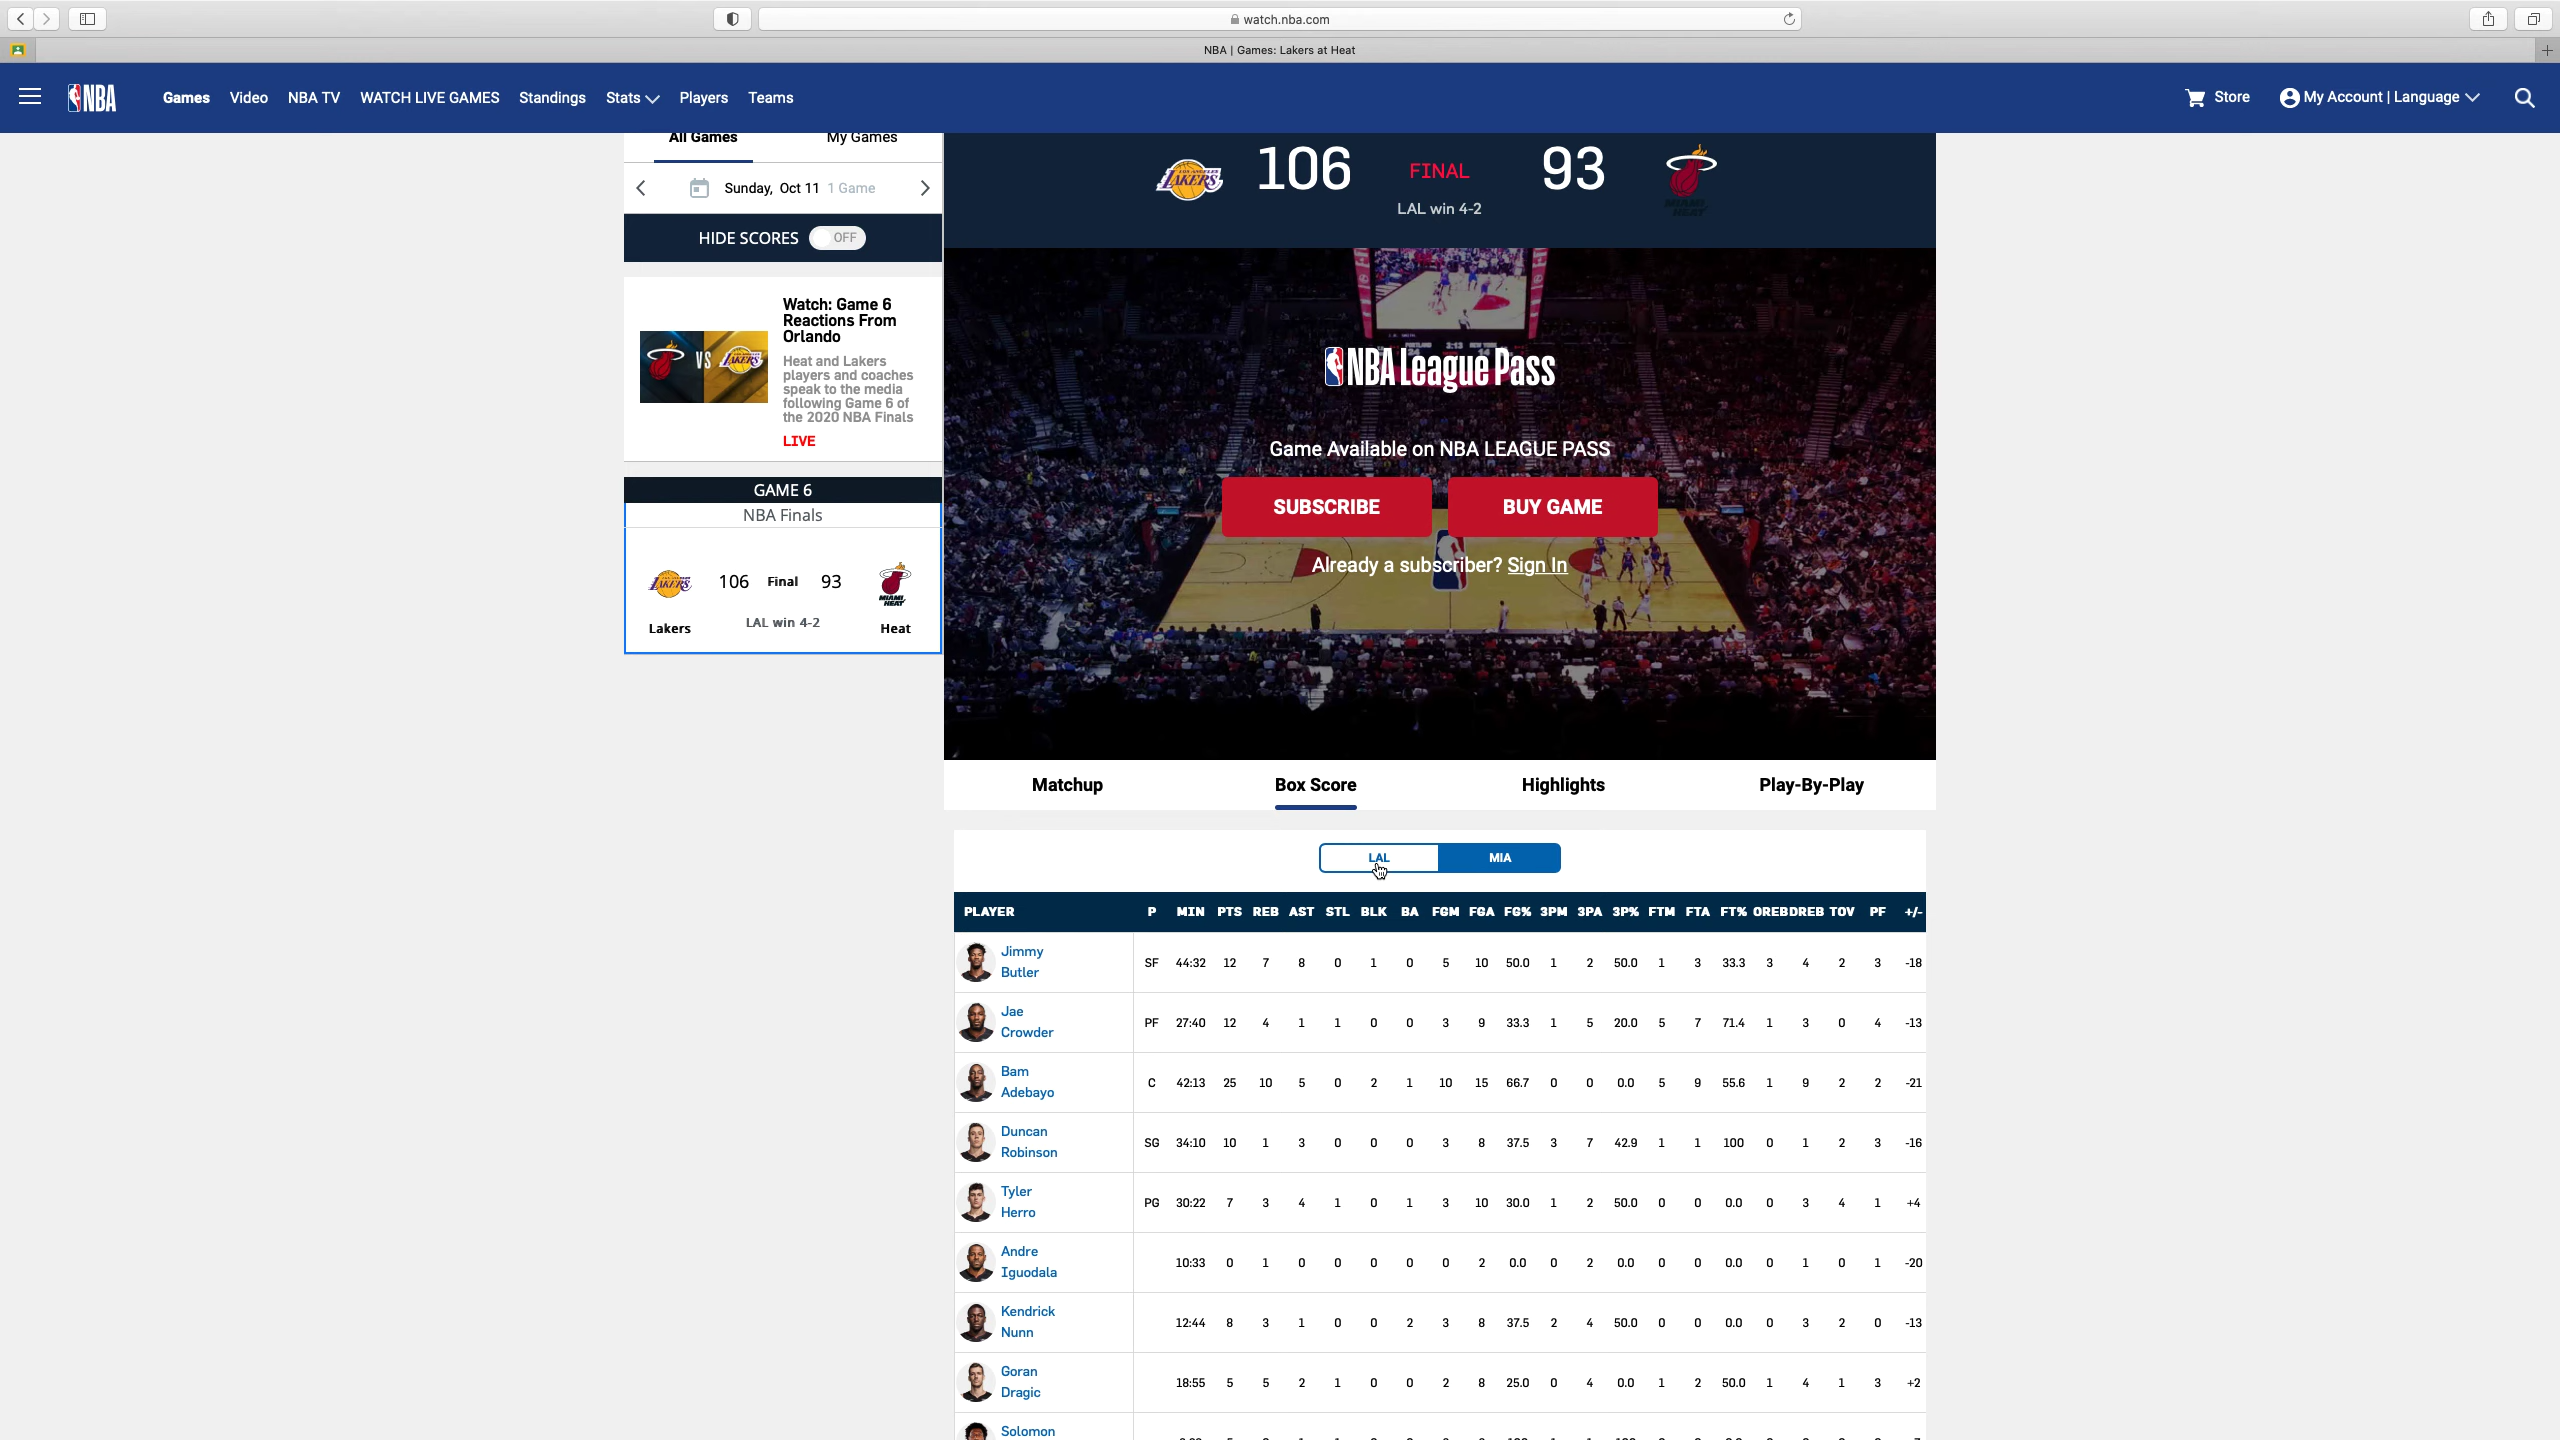 watch.nba.com
NBA | Games: Lakers at Heat
NBA Games Video NBA TV WATCH LIVE GAMES Standings Stats Players Teams Store My Account | Language
All Games My Games
Sunday, Oct 11 1 Game
HIDE SCORES OFF
Watch: Game 6
Reactions From
Orlando
Heat and Lakers
players and coaches
speak to the media
following Game 6 of
the 2020 NBA Finals
LIVE
VS LAKERS
GAME 6
NBA Finals
LAKERS 106 Final 93 MIAMI HEAT
Lakers LAL win 4-2 Heat
LOS ANGELES LAKERS 106 FINAL 93 MIAMI HEAT
LAL win 4-2
NBA League Pass
Game Available on NBA LEAGUE PASS
SUBSCRIBE BUY GAME
Already a subscriber? Sign In
Matchup Box Score Highlights Play-By-Play
LAL MIA
PLAYER P MIN PTS REB AST STL BLK BA FGM FGA FG% 3PM 3PA 3P% FTM FTA FT% OREB DREB TOV PF +/-
Jimmy Butler SF 44:32 12 7 8 0 1 0 5 10 50.0 1 2 50.0 1 3 33.3 3 4 2 3 -18
Jae Crowder PF 27:40 12 4 1 1 0 0 3 9 33.3 1 5 20.0 5 7 71.4 1 3 0 4 -13
Bam Adebayo C 42:13 25 10 5 0 2 1 10 15 66.7 0 0 0.0 5 9 55.6 1 9 2 2 -21
Duncan Robinson SG 34:10 10 1 3 0 0 0 3 8 37.5 3 7 42.9 1 1 100 0 1 2 3 -16
Tyler Herro PG 30:22 7 3 4 1 0 1 3 10 30.0 1 2 50.0 0 0 0.0 0 3 4 1 +4
Andre Iguodala 10:33 0 1 0 0 0 0 0 2 0.0 0 2 0.0 0 0 0.0 0 1 0 1 -20
Kendrick Nunn 12:44 8 3 1 0 0 2 3 8 37.5 2 4 50.0 0 0 0.0 0 3 2 0 -13
Goran Dragic 18:55 5 5 2 1 0 0 2 8 25.0 0 4 0.0 1 2 50.0 1 4 1 3 +2
Solomon